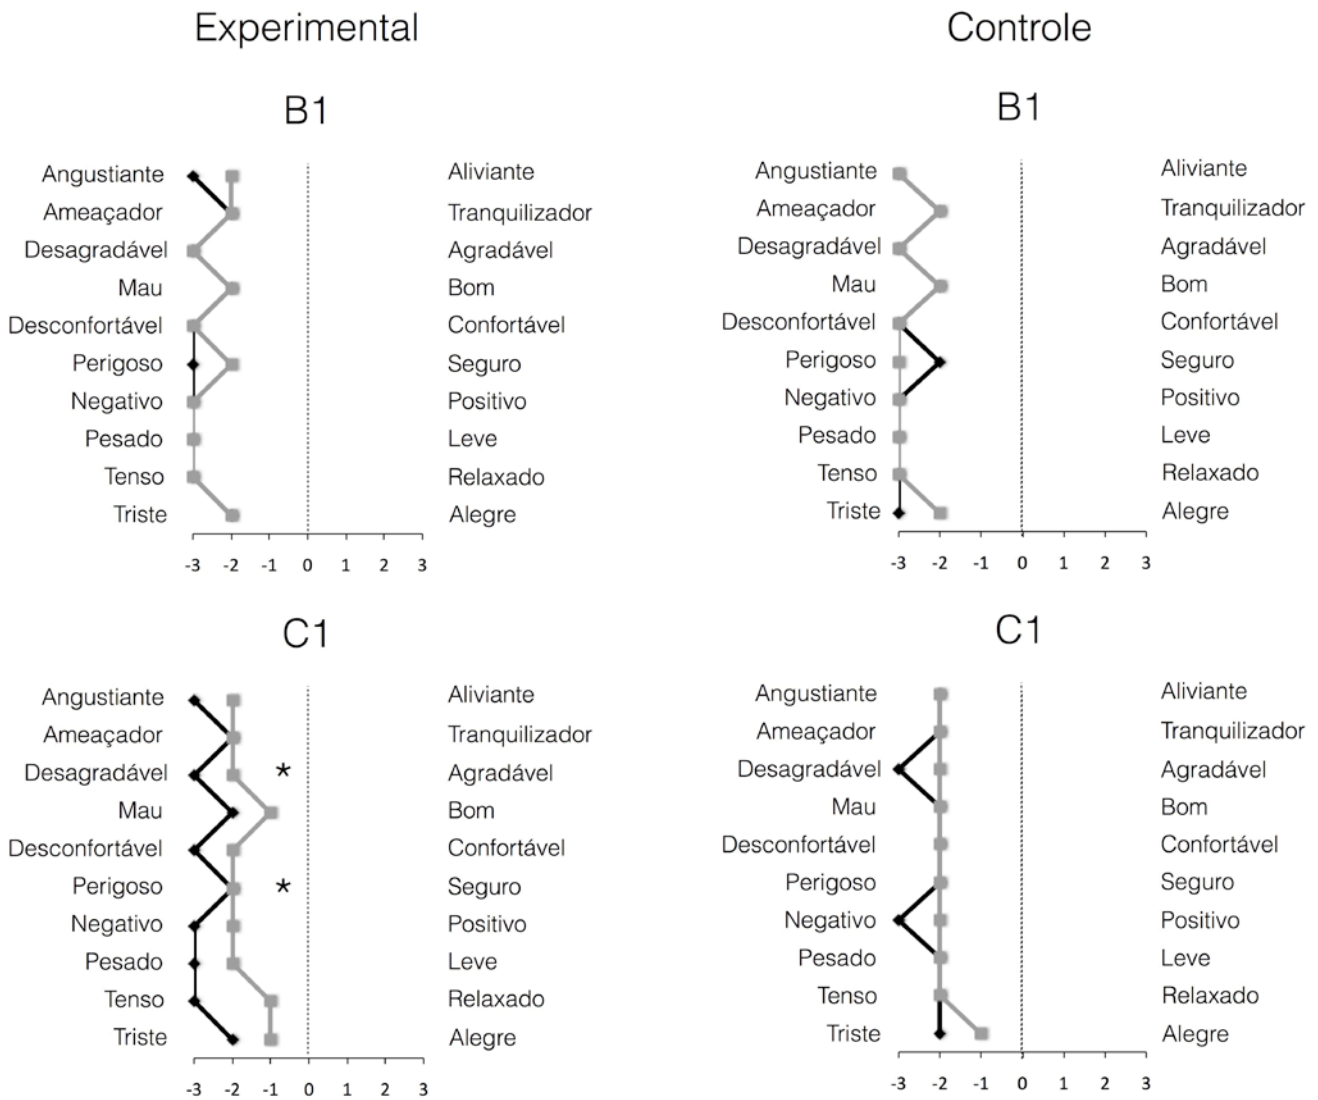 Experimental Controle
B1 B1
Angustiante Aliviante Angustiante Aliviante
Ameaçador Tranquilizador Ameaçador Tranquilizador
Desagradável Agradável Desagradável Agradável
Mau Bom Mau Bom
Desconfortável Confortável Desconfortável Confortável
Perigoso Seguro Perigoso Seguro
Negativo Positivo Negativo Positivo
Pesado Leve Pesado Leve
Tenso Relaxado Tenso Relaxado
Triste Alegre Triste Alegre
-3 -2 -1 0 1 2 3 -3 -2 -1 0 1 2 3
C1 C1
Angustiante Aliviante Angustiante Aliviante
Ameaçador Tranquilizador Ameaçador Tranquilizador
Desagradável * Agradável Desagradável Agradável
Mau Bom Mau Bom
Desconfortável Confortável Desconfortável Confortável
Perigoso * Seguro Perigoso Seguro
Negativo Positivo Negativo Positivo
Pesado Leve Pesado Leve
Tenso Relaxado Tenso Relaxado
Triste Alegre Triste Alegre
-3 -2 -1 0 1 2 3 -3 -2 -1 0 1 2 3